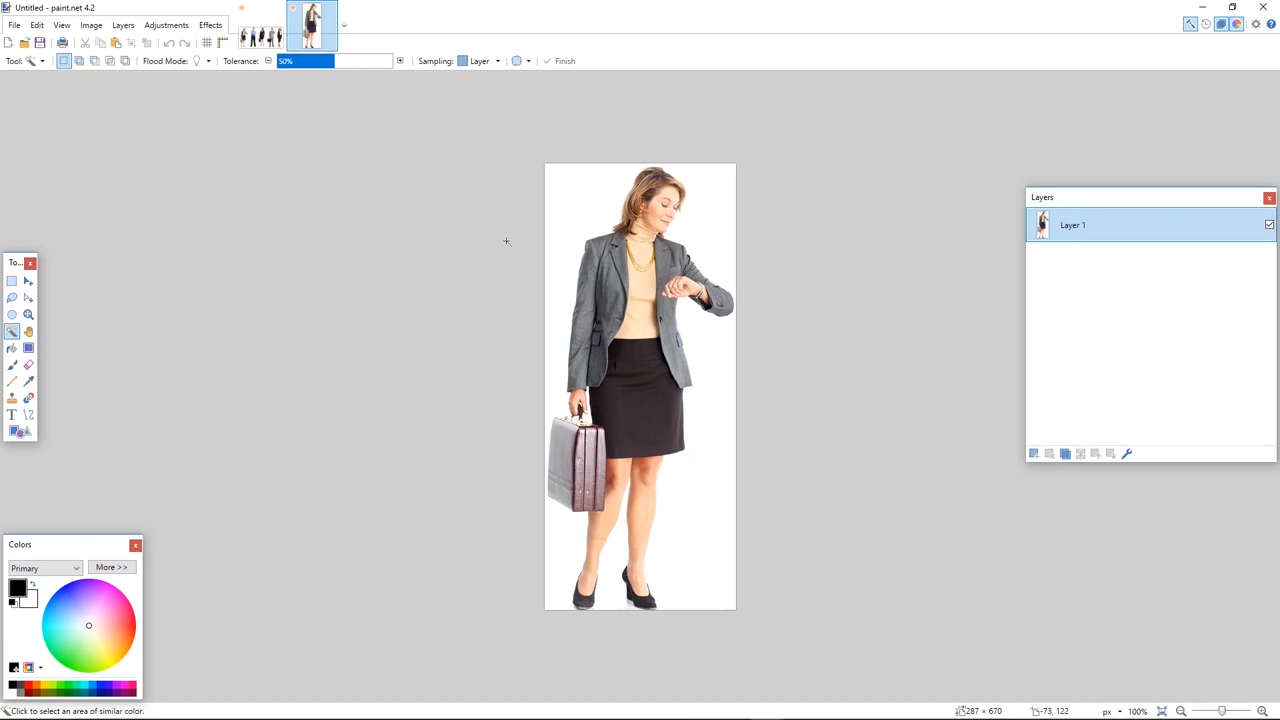 Untitled - paint.net 4.2
File Edit View Image Layers Adjustments Effects
Tool: Flood Mode: Tolerance: 50% Sampling: Layer Finish
Layers
Layer 1
To...
Colors
Primary More >>
Click to select an area of similar color. 287 × 670 -73, 122 px 100%